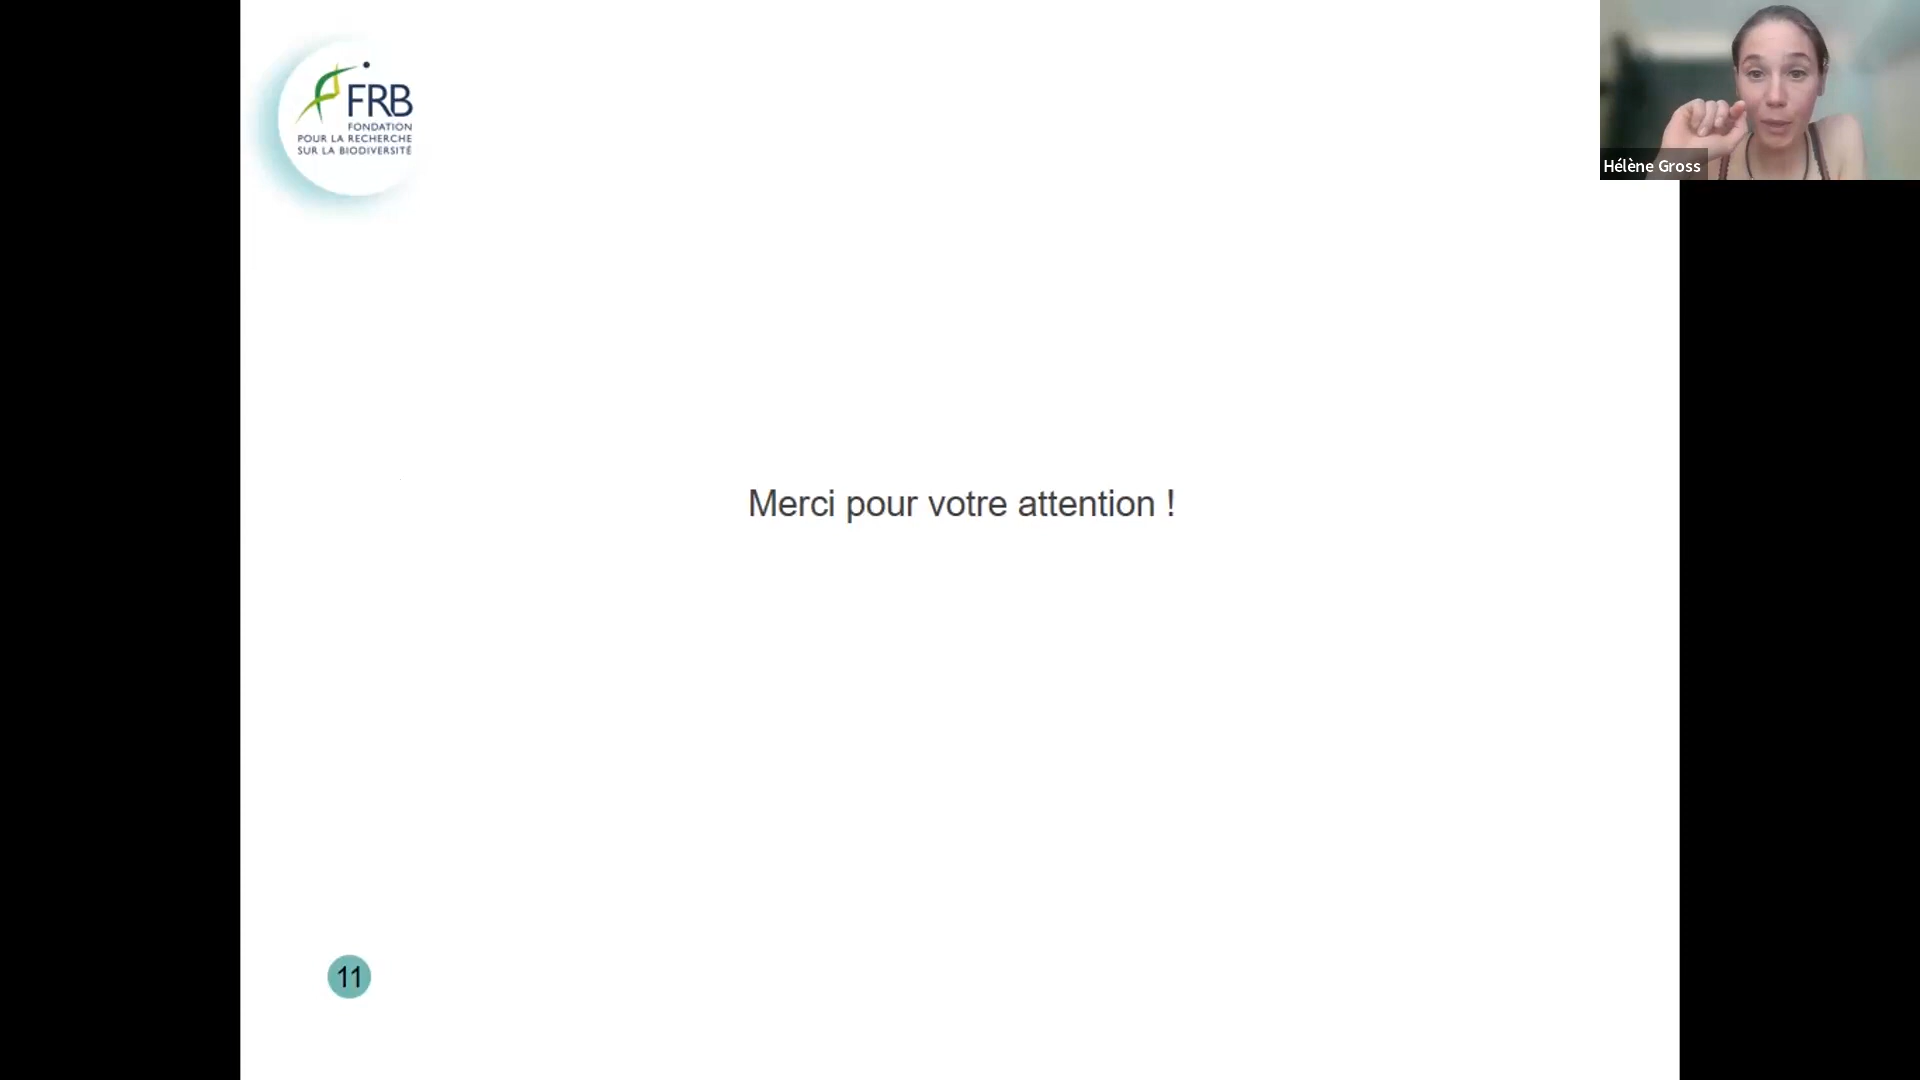 FRB
FONDATION
POUR LA RECHERCHE
SUR LA BIODIVERSITÉ
Hélène Gross
Merci pour votre attention !
11